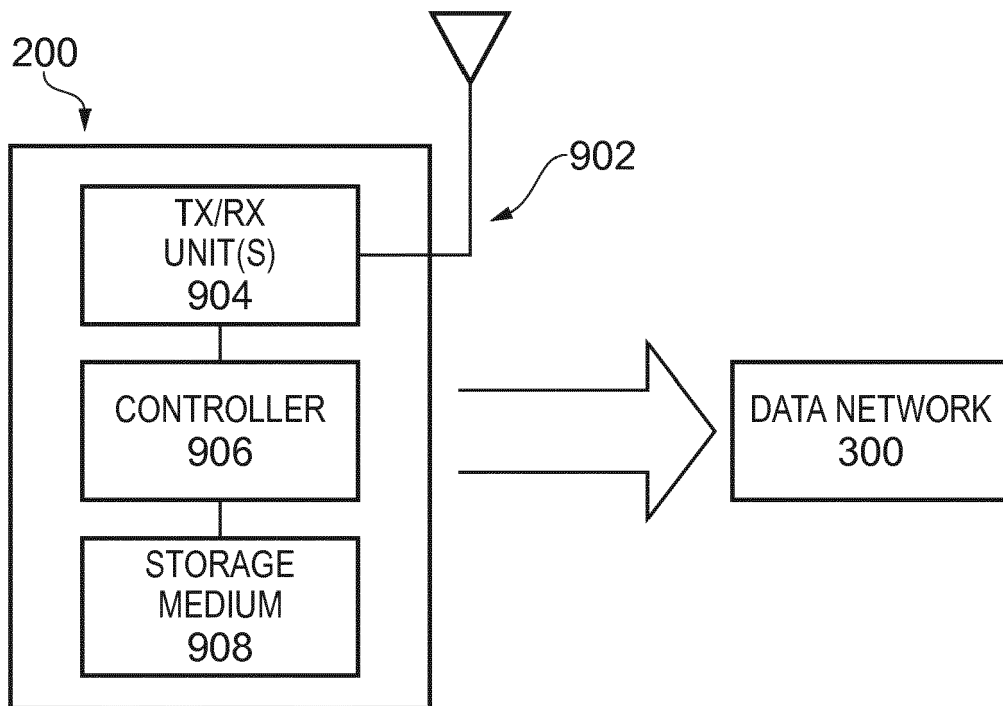 200
902
TX/RX
UNIT(S)
904
CONTROLLER
906
STORAGE
MEDIUM
908
DATA NETWORK
300